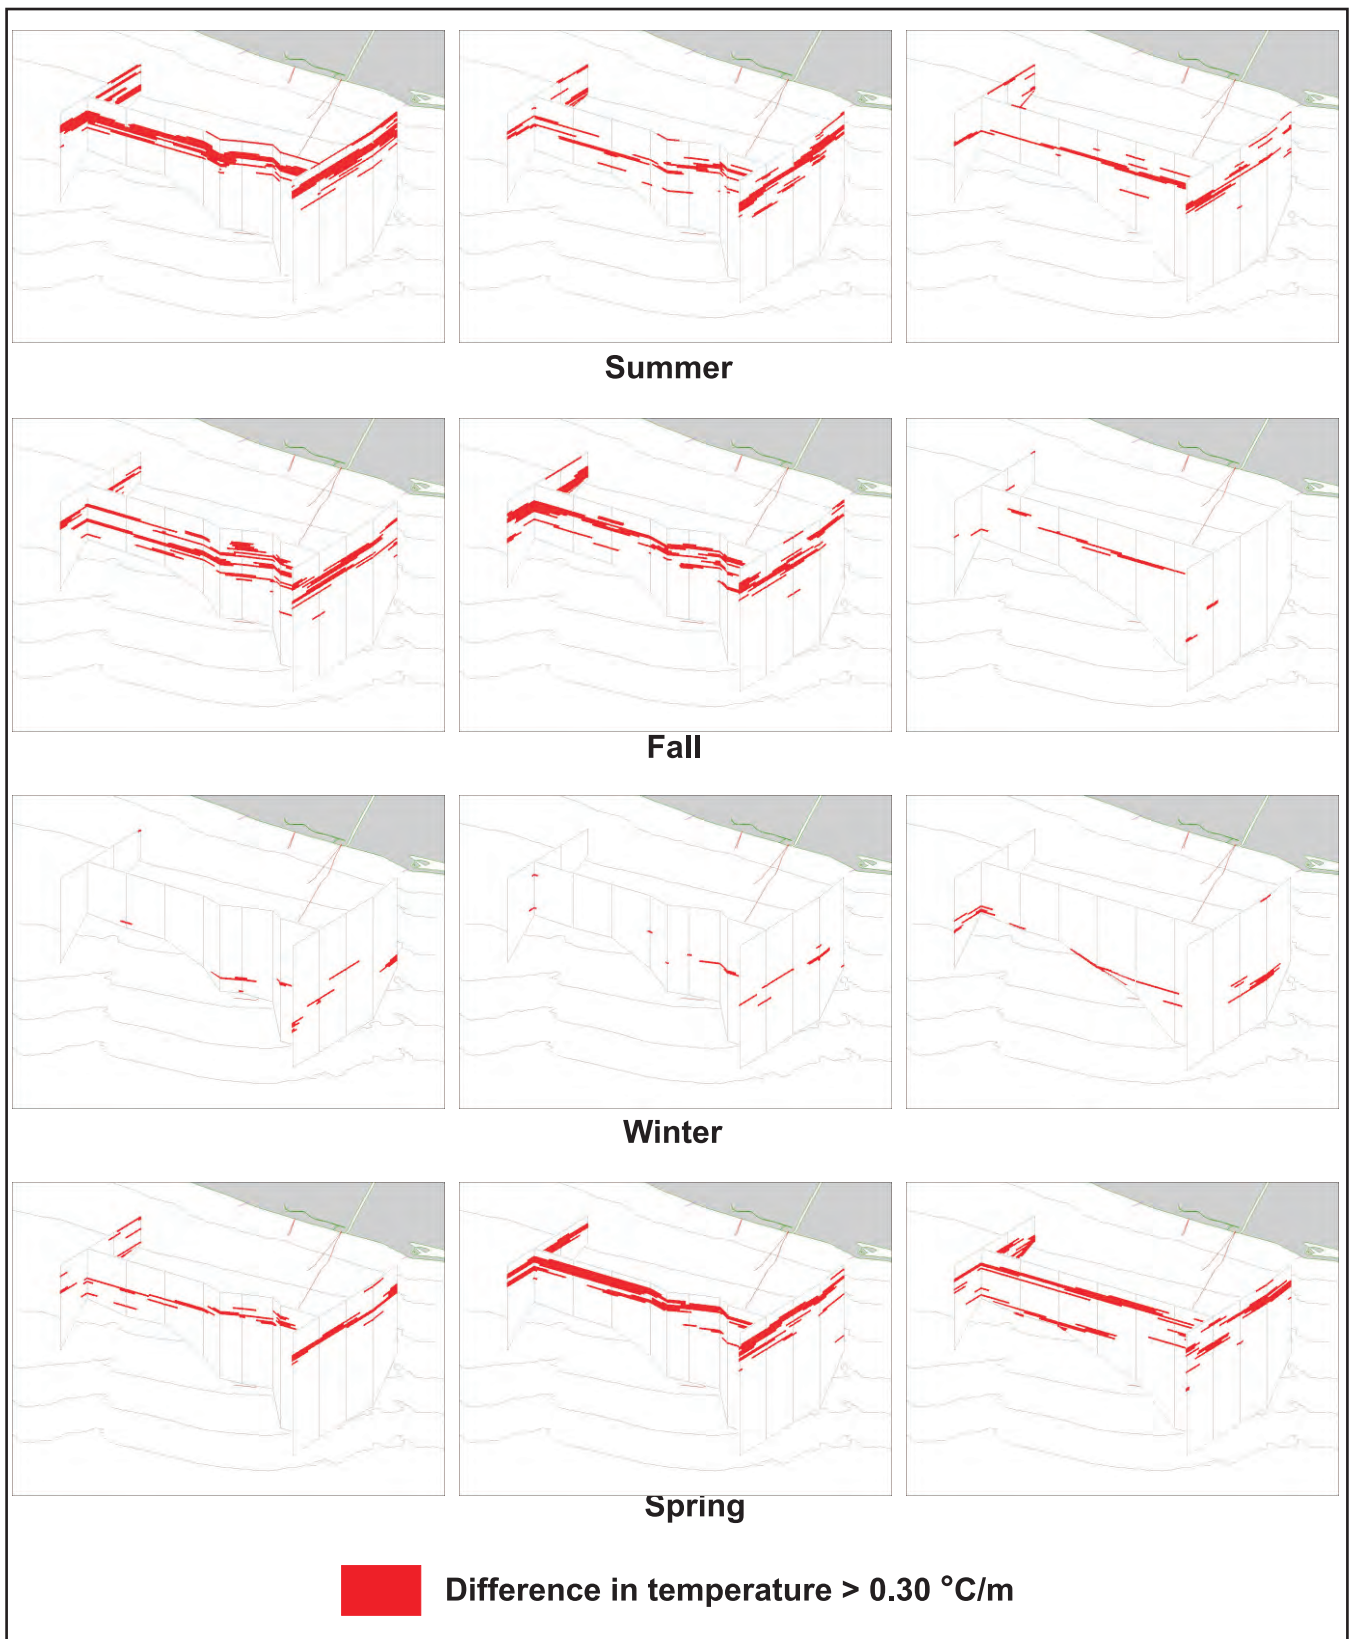 Summer
Fall
Winter
Spring
Difference in temperature > 0.30 °C/m